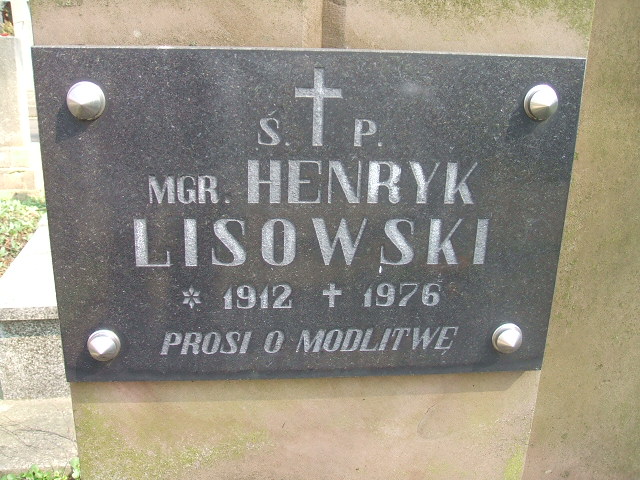 Ś. P.
MGR. HENRYK
LISOWSKI
* 1912 † 1976
PROSI O MODLITWĘ